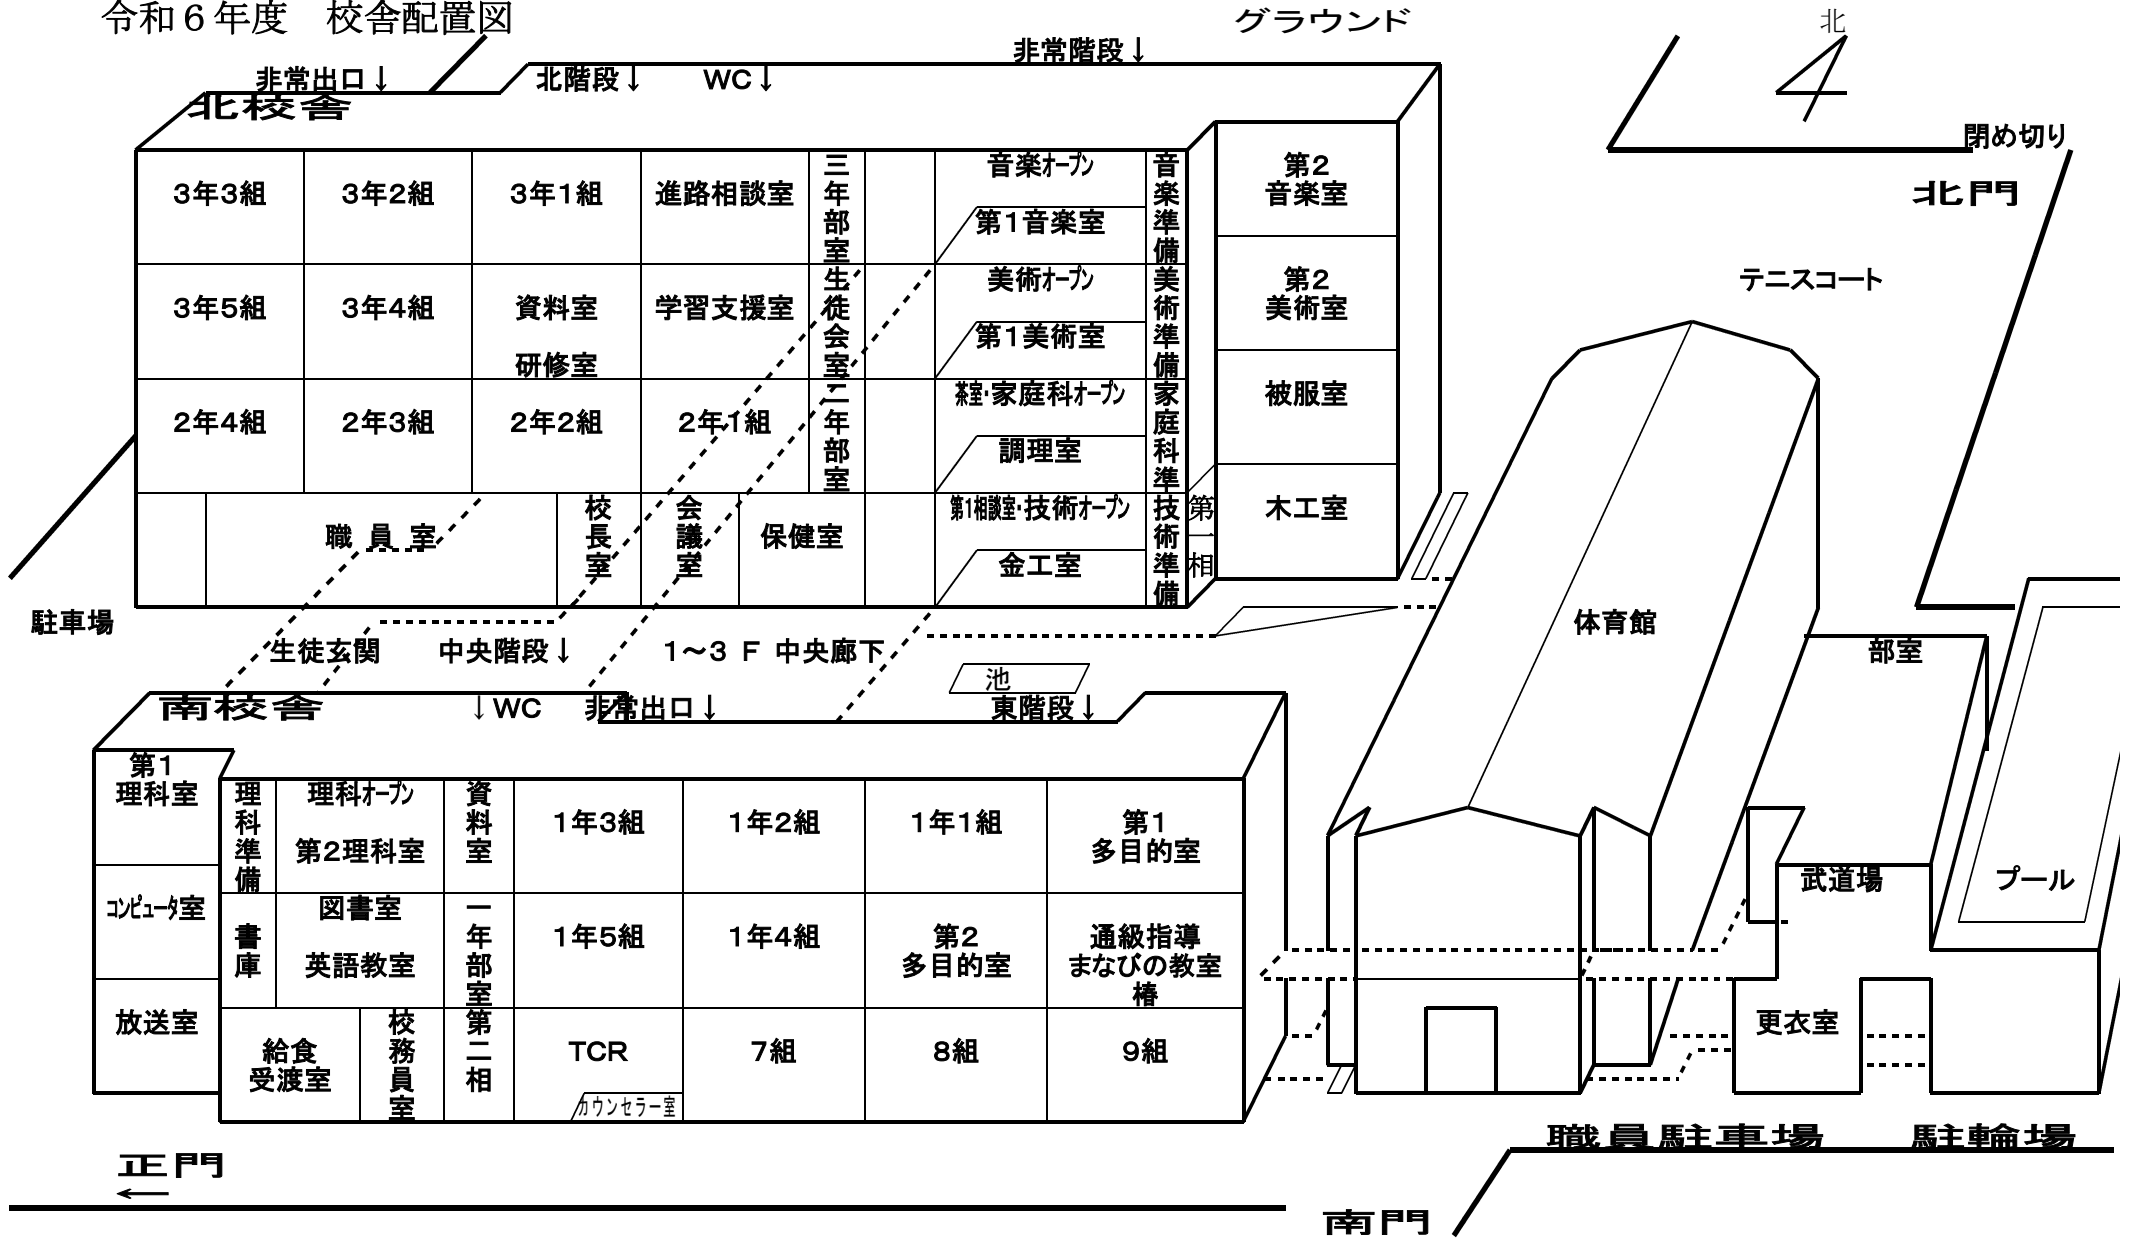 令和６年度　校舎配置図
グラウンド
北
非常階段↓
非常出口↓
北階段↓
WC↓
北校舎
閉め切り
北門
テニスコート
3年3組
3年2組
3年1組
進路相談室
三年部室
音楽オープン
第1音楽室
音楽準備
第2
音楽室
3年5組
3年4組
資料室
研修室
学習支援室
生徒会室
美術オープン
第1美術室
美術準備
第2
美術室
2年4組
2年3組
2年2組
2年1組
二年部室
茶室・家庭科オープン
調理室
家庭科準
被服室
職員室
校長室
会議室
保健室
第1相談室・技術オープン
金工室
技術準備
第一相
木工室
駐車場
生徒玄関
中央階段↓
1～3 F 中央廊下
池
体育館
部室
南校舎
↓WC
非常出口↓
東階段↓
第1
理科室
理科準備
理科オープン
第2理科室
資料室
1年3組
1年2組
1年1組
第1
多目的室
コンピュータ室
書庫
図書室
英語教室
一年部室
1年5組
1年4組
第2
多目的室
通級指導
まなびの教室
椿
武道場
プール
放送室
給食
受渡室
校務員室
第二相
TCR
カウンセラー室
7組
8組
9組
更衣室
職員駐車場
駐輪場
正門
←
南門